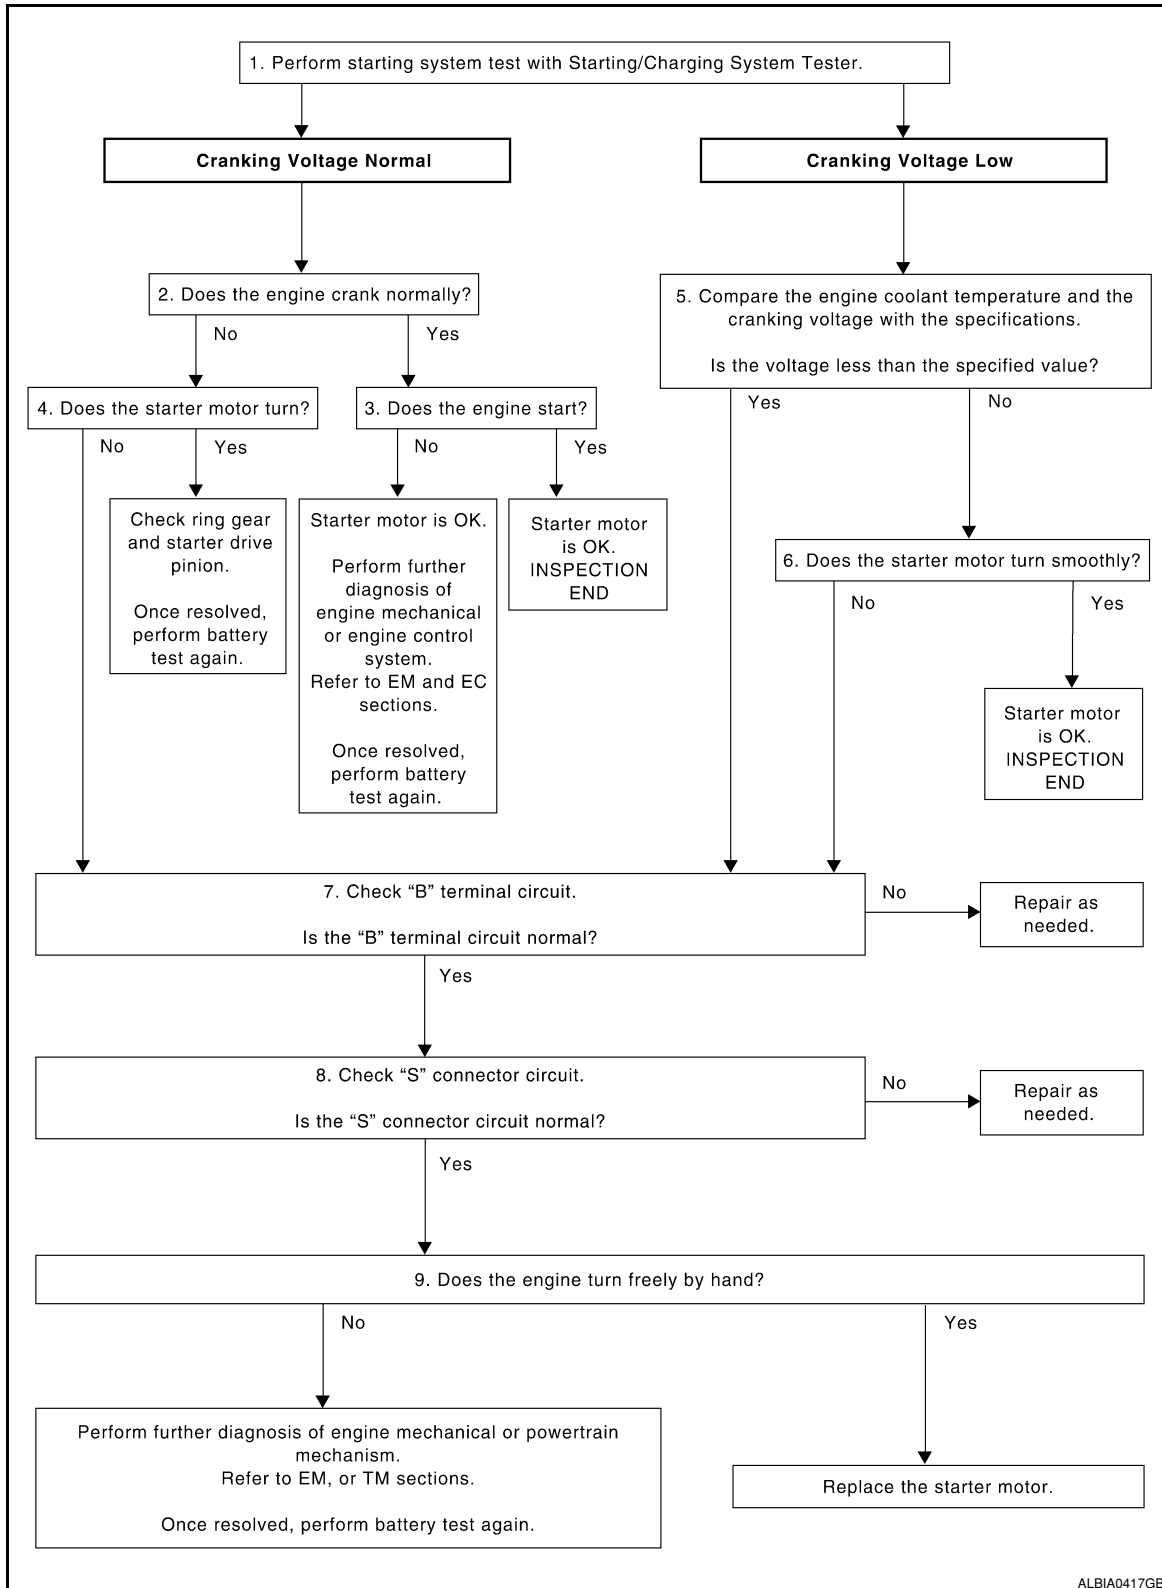 1. Perform starting system test with Starting/Charging System Tester.
Cranking Voltage Normal
Cranking Voltage Low
2. Does the engine crank normally?
No
Yes
4. Does the starter motor turn?
3. Does the engine start?
No
Yes
No
Yes
Check ring gear
and starter drive
pinion.
Once resolved,
perform battery
test again.
Starter motor is OK.
Perform further
diagnosis of
engine mechanical
or engine control
system.
Refer to EM and EC
sections.
Once resolved,
perform battery
test again.
Starter motor
is OK.
INSPECTION
END
5. Compare the engine coolant temperature and the
cranking voltage with the specifications.
Is the voltage less than the specified value?
Yes
No
6. Does the starter motor turn smoothly?
No
Yes
Starter motor
is OK.
INSPECTION
END
7. Check “B” terminal circuit.
Is the “B” terminal circuit normal?
No
Repair as
needed.
Yes
8. Check “S” connector circuit.
Is the “S” connector circuit normal?
No
Repair as
needed.
Yes
9. Does the engine turn freely by hand?
No
Yes
Perform further diagnosis of engine mechanical or powertrain
mechanism.
Refer to EM, or TM sections.
Once resolved, perform battery test again.
Replace the starter motor.
ALBIA0417GB